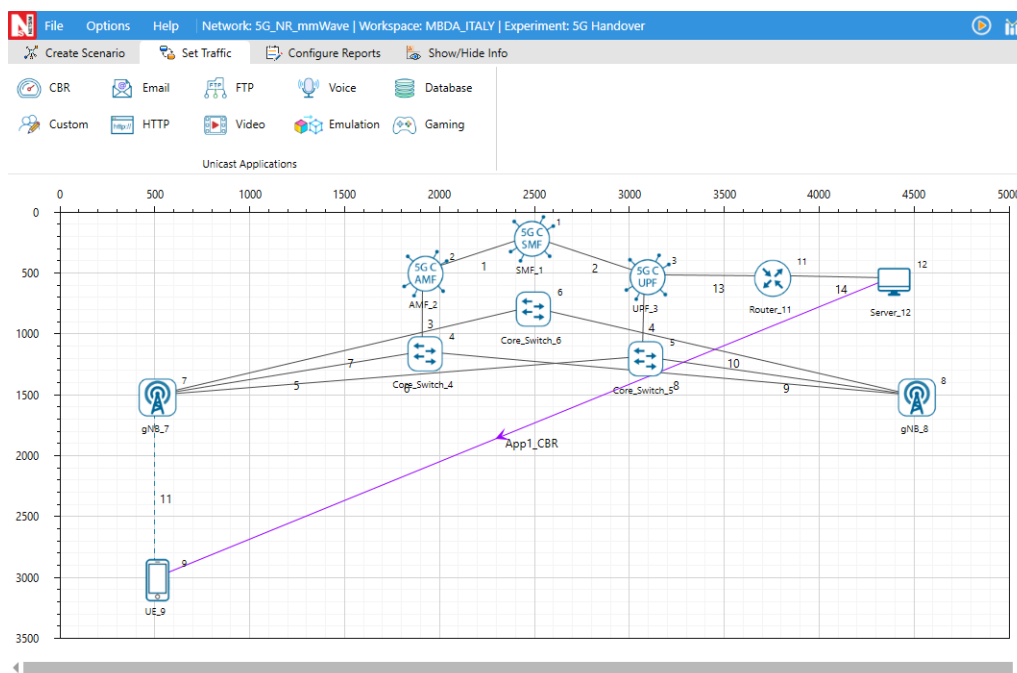 File Options Help Network: 5G_NR_mmWave | Workspace: MBDA_ITALY | Experiment: 5G Handover
Create Scenario Set Traffic Configure Reports Show/Hide Info
CBR Email FTP Voice Database
Custom HTTP Video Emulation Gaming
Unicast Applications
0 500 1000 1500 2000 2500 3000 3500 4000 4500 5000
0
500
1000
1500
2000
2500
3000
3500
5G C
SMF
1
SMF_1
5G C
AMF
2
AMF_2
1
2
5G C
UPF
3
UPF_3
13
11
Router_11
14
12
Server_12
6
Core_Switch_6
3
4
4
Core_Switch_4
5
Core_Switch_5
7
5
6
8
10
9
7
gNB_7
8
gNB_8
App1_CBR
11
9
UE_9